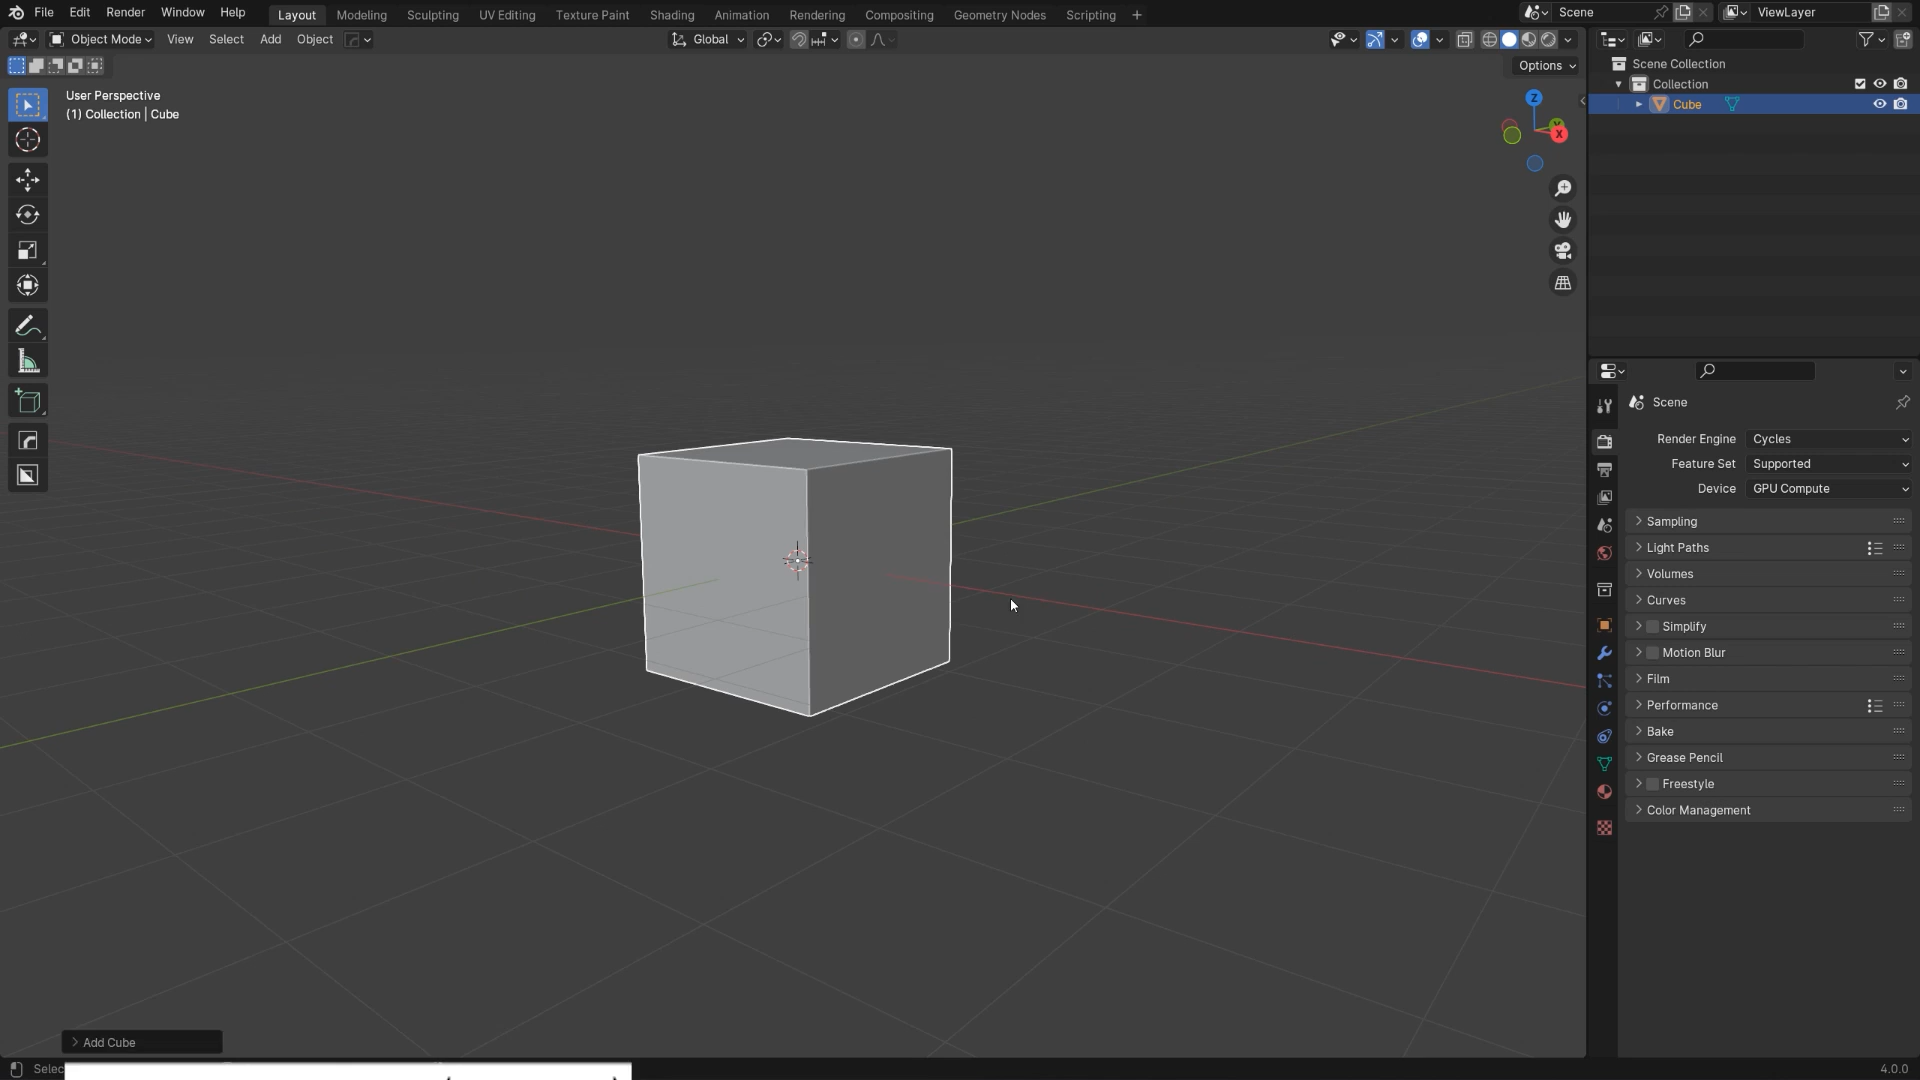 File Edit Render Window Help Layout Modeling Sculpting UV Editing Texture Paint Shading Animation Rendering Compositing Geometry Nodes Scripting + Scene ViewLayer
Object Mode View Select Add Object Global
Options
User Perspective
(1) Collection | Cube
Z
Y
X
Scene Collection
Collection
Cube
Scene
Render Engine Cycles
Feature Set Supported
Device GPU Compute
Sampling
Light Paths
Volumes
Curves
Simplify
Motion Blur
Film
Performance
Bake
Grease Pencil
Freestyle
Color Management
Add Cube
Selec
4.0.0